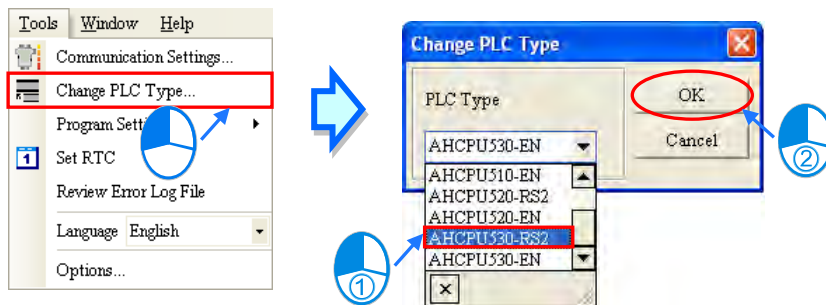 Tools Window Help
Communication Settings...
Change PLC Type...
Program Setti
Set RTC
1
Review Error Log File
Language English
Options...
Change PLC Type
PLC Type
OK
Cancel
AHCPU530-EN
AHCPU510-EN
AHCPU520-RS2
AHCPU520-EN
AHCPU530-RS2
AHCPU530-EN
1
2